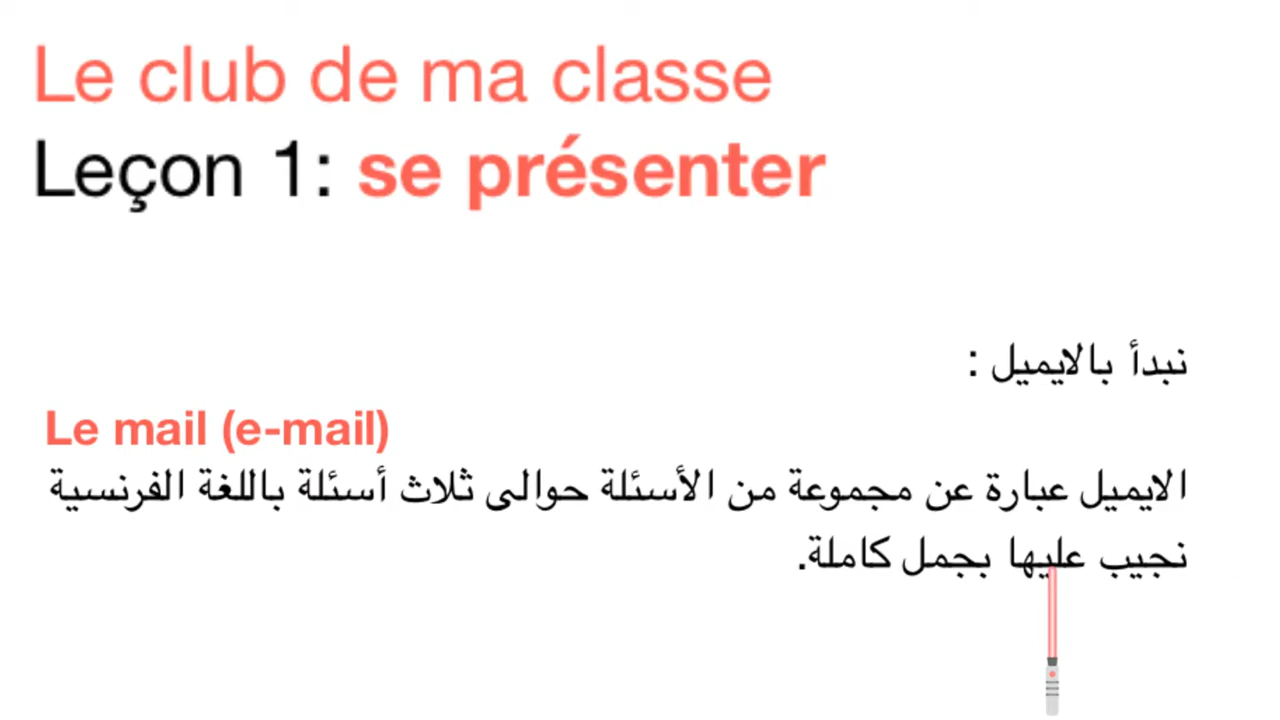 Le club de ma classe
Leçon 1: se présenter
نبدأ بالايميل :
Le mail (e-mail)
الايميل عبارة عن مجموعة من الأسئلة حوالى ثلاث أسئلة باللغة الفرنسية
نجيب عليها بجمل كاملة.